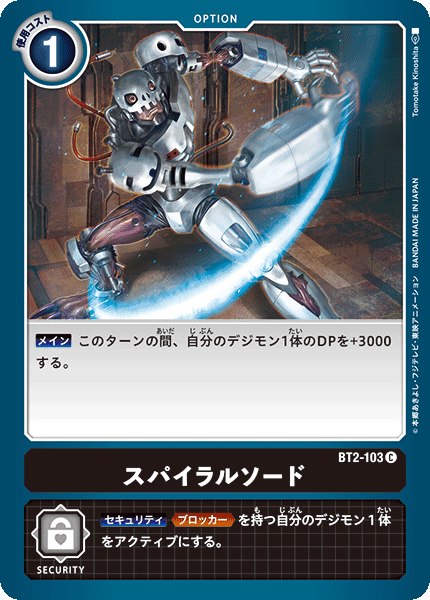 使用コスト
1
OPTION
Tomotake Kinoshita
© 本郷あきよし・フジテレビ・東映アニメーション BANDAI MADE IN JAPAN
メイン このターンの間、自分のデジモン1体のDPを+3000
する。
BT2-103 C
スパイラルソード
セキュリティ ブロッカー を持つ自分のデジモン1体
をアクティブにする。
SECURITY